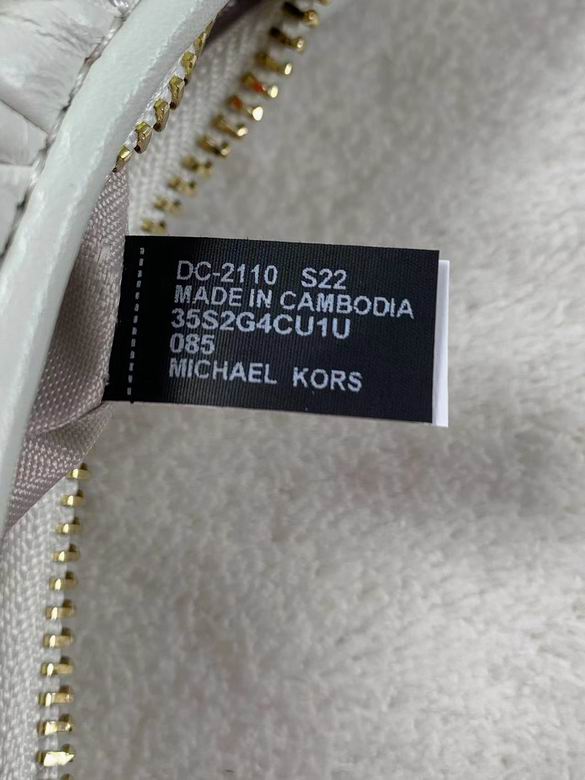 DC-2110 S22
MADE IN CAMBODIA
35S2G4CU1U
085
MICHAEL KORS